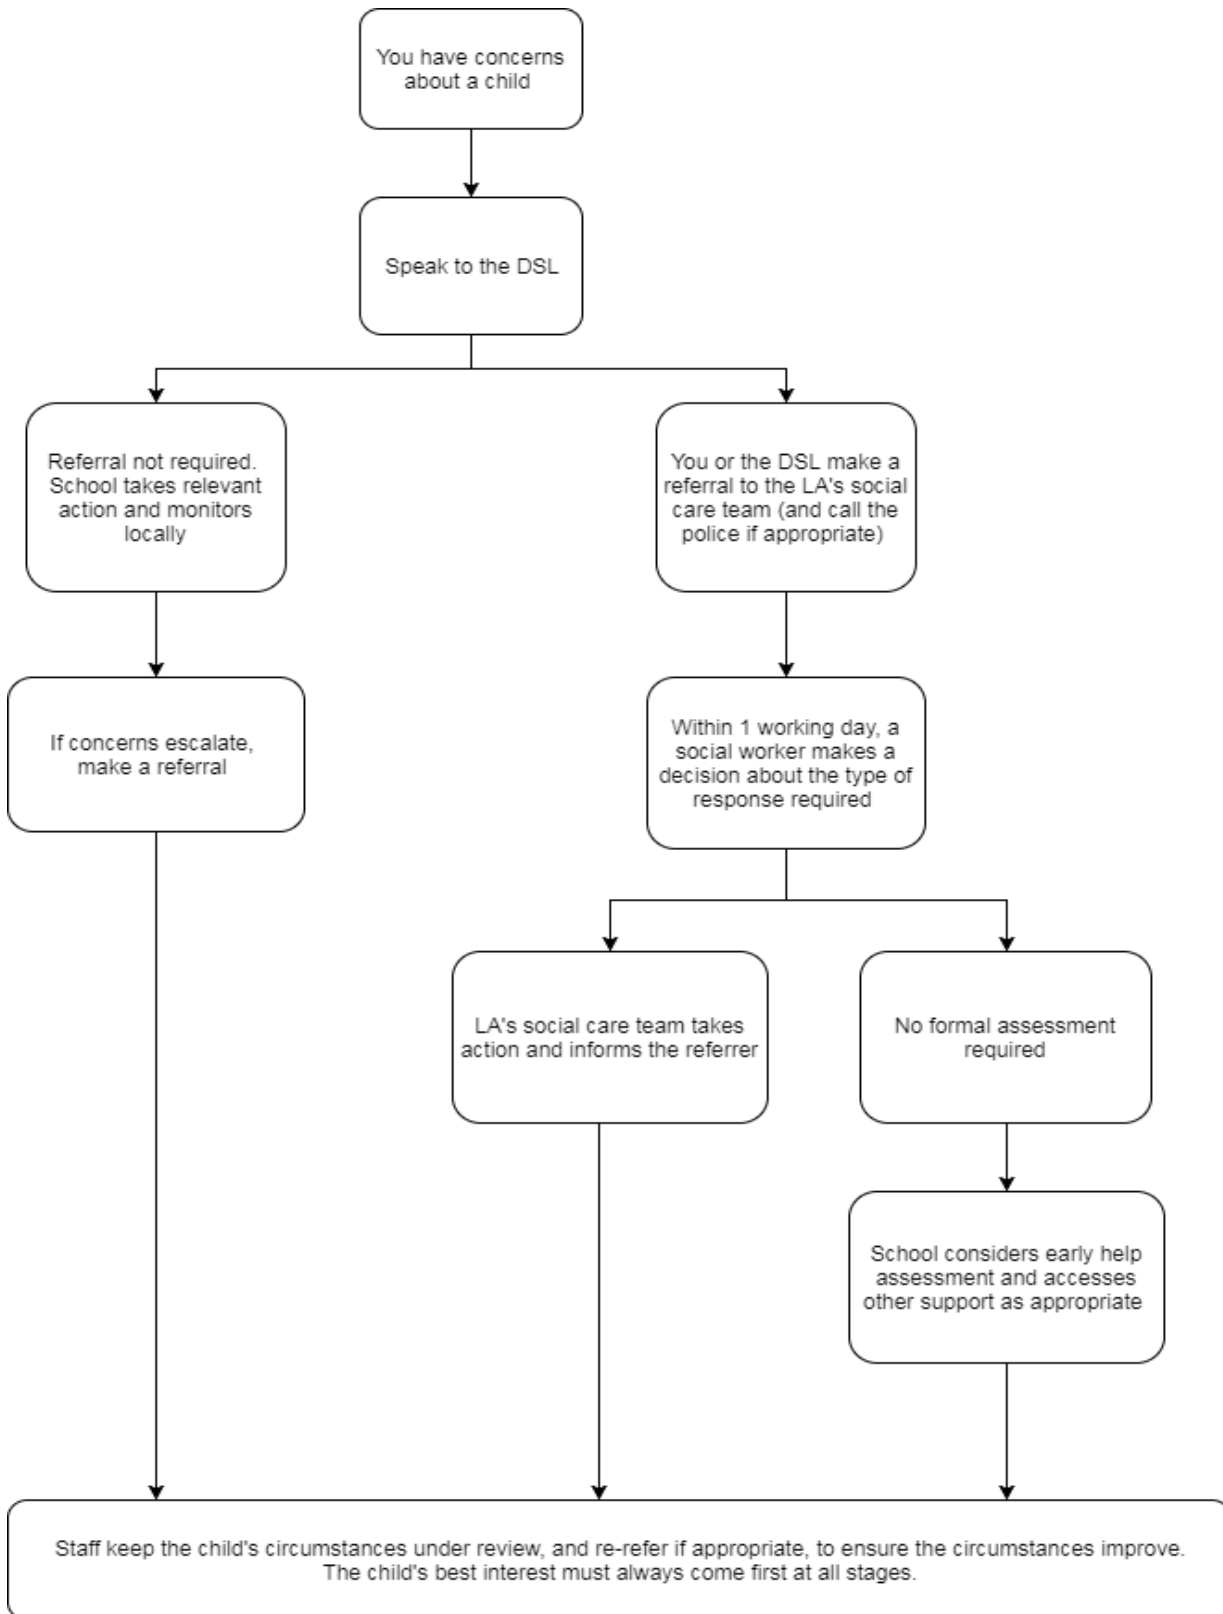 You have concerns
about a child
Speak to the DSL
Referral not required.
School takes relevant
action and monitors
locally
You or the DSL make a
referral to the LA's social
care team (and call the
police if appropriate)
If concerns escalate,
make a referral
Within 1 working day, a
social worker makes a
decision about the type of
response required
LA's social care team takes
action and informs the referrer
No formal assessment
required
School considers early help
assessment and accesses
other support as appropriate
Staff keep the child's circumstances under review, and re-refer if appropriate, to ensure the circumstances improve.
The child's best interest must always come first at all stages.